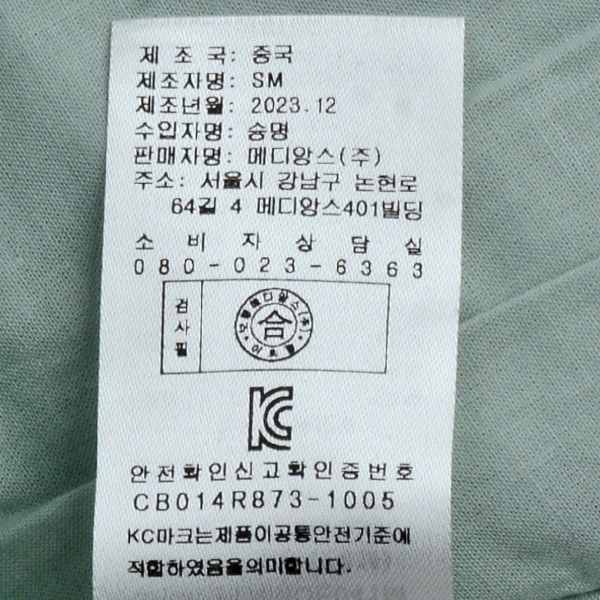 제 조 국: 중국
제조자명: SM
제조년월: 2023.12
수입자명: 승명
판매자명: 메디앙스(주)
주소: 서울시 강남구 논현로
64길 4 메디앙스401빌딩
소 비 자 상 담 실
080-023-6363
검사필
合
KC
안전확인신고확인증번호
CB014R873-1005
KC마크는제품이공통안전기준에
적합하였음을의미합니다.